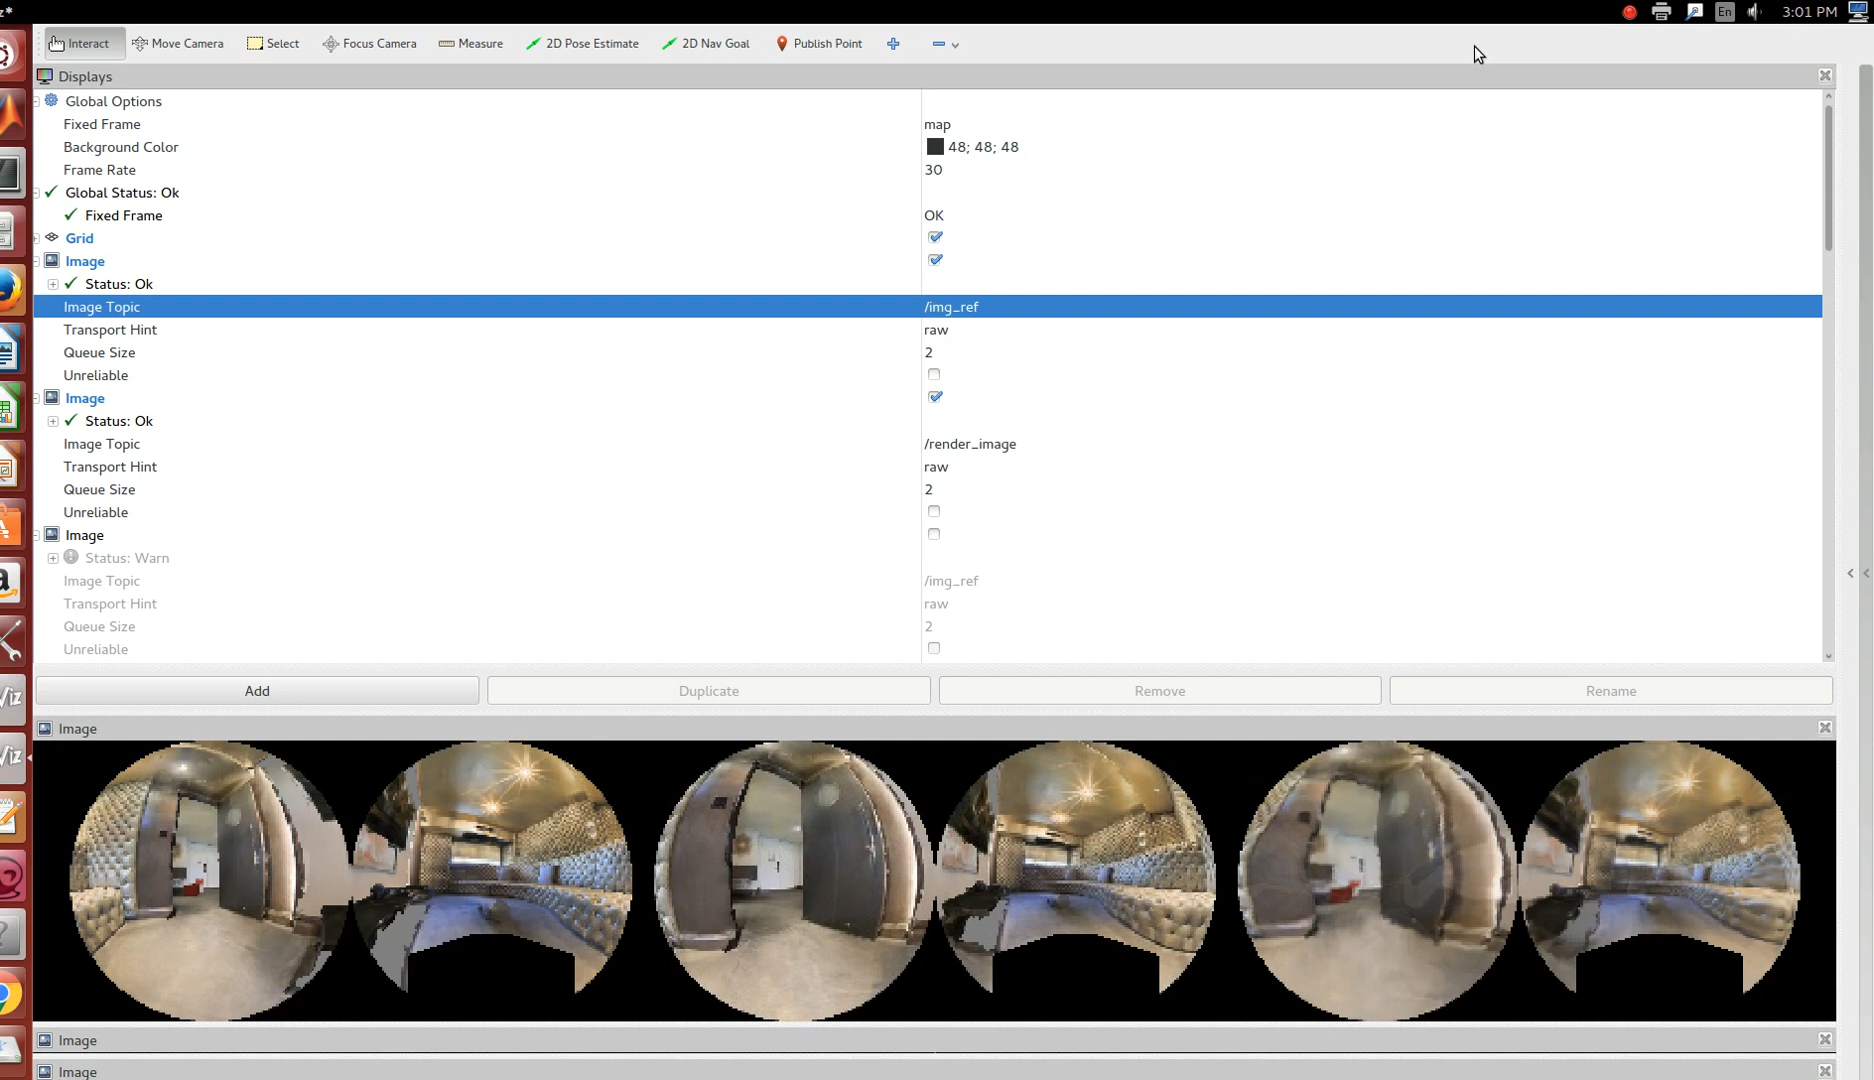 z*
En
3:01 PM
Interact Move Camera Select Focus Camera Measure 2D Pose Estimate 2D Nav Goal Publish Point
Displays
Global Options
Fixed Frame map
Background Color 48; 48; 48
Frame Rate 30
Global Status: Ok
Fixed Frame OK
Grid
Image
Status: Ok
Image Topic /img_ref
Transport Hint raw
Queue Size 2
Unreliable
Image
Status: Ok
Image Topic /render_image
Transport Hint raw
Queue Size 2
Unreliable
Image
Status: Warn
Image Topic /img_ref
Transport Hint raw
Queue Size 2
Unreliable
Add Duplicate Remove Rename
Image
Image
Image